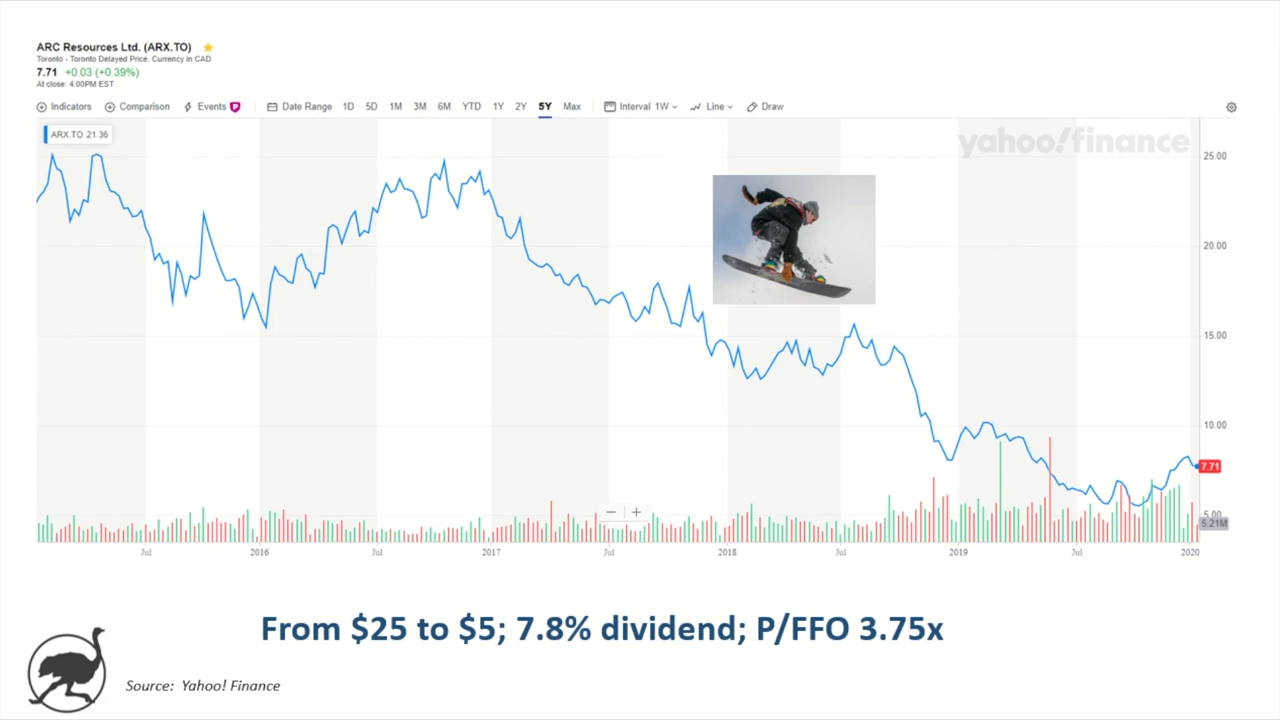 ARC Resources Ltd. (ARX.TO)
Toronto - Toronto Delayed Price. Currency in CAD
7.71 +0.03 (+0.39%)
At close: 4:00PM EST
Indicators Comparison Events Date Range 1D 5D 1M 3M 6M YTD 1Y 2Y 5Y Max Interval 1W Line Draw
ARX.TO 21.36
yahoo!finance
25.00
20.00
15.00
10.00
7.71
5.00
5.21M
Jul 2016 Jul 2017 Jul 2018 Jul 2019 Jul 2020
From $25 to $5; 7.8% dividend; P/FFO 3.75x
Source: Yahoo! Finance